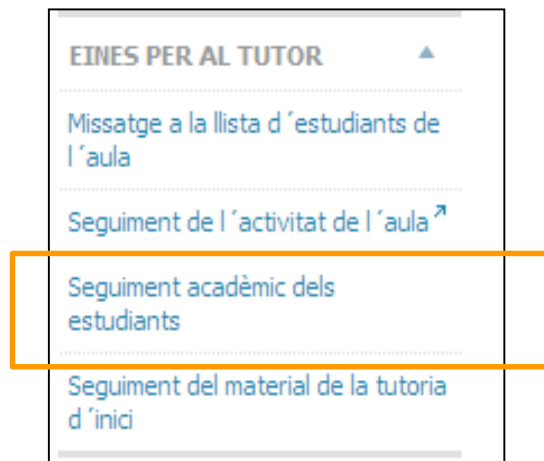 EINES PER AL TUTOR
Missatge a la llista d ´estudiants de
l ´aula
Seguiment de l ´activitat de l ´aula
Seguiment acadèmic dels
estudiants
Seguiment del material de la tutoria
d ´inici